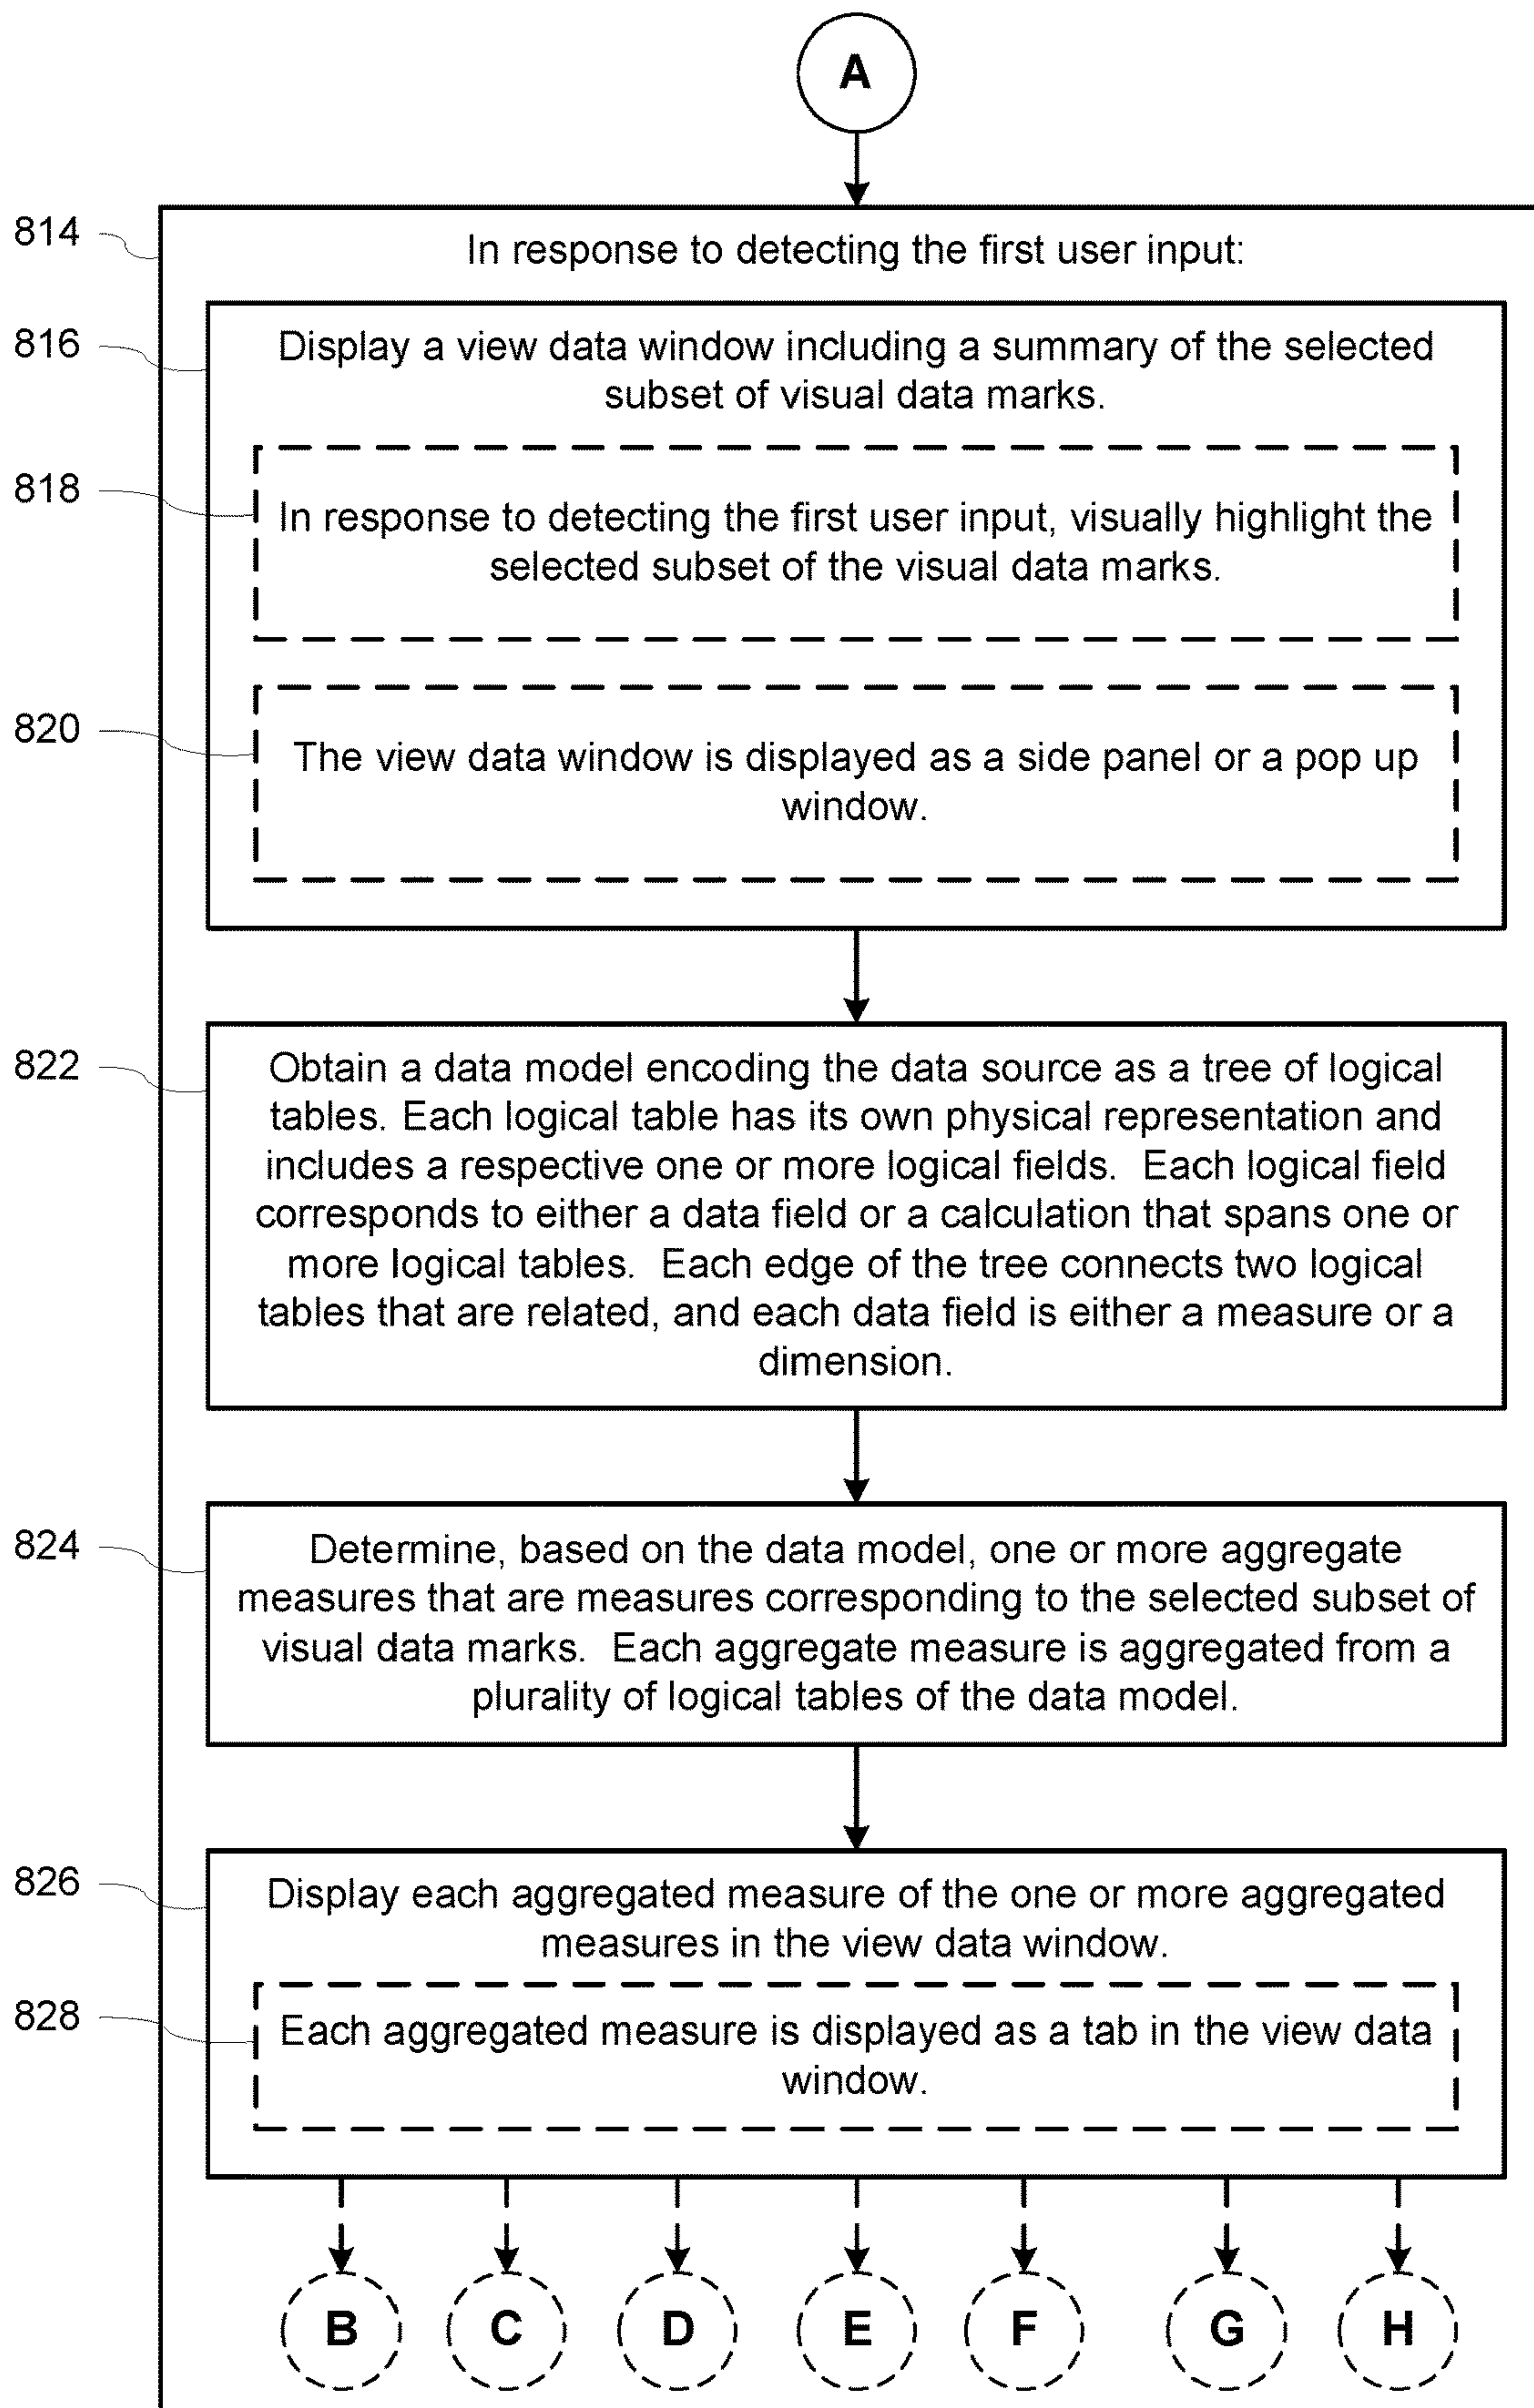 A
814
In response to detecting the first user input:
816
Display a view data window including a summary of the selected
subset of visual data marks.
818
In response to detecting the first user input, visually highlight the
selected subset of the visual data marks.
820
The view data window is displayed as a side panel or a pop up
window.
822
Obtain a data model encoding the data source as a tree of logical
tables. Each logical table has its own physical representation and
includes a respective one or more logical fields.  Each logical field
corresponds to either a data field or a calculation that spans one or
more logical tables.  Each edge of the tree connects two logical
tables that are related, and each data field is either a measure or a
dimension.
824
Determine, based on the data model, one or more aggregate
measures that are measures corresponding to the selected subset of
visual data marks.  Each aggregate measure is aggregated from a
plurality of logical tables of the data model.
826
Display each aggregated measure of the one or more aggregated
measures in the view data window.
828
Each aggregated measure is displayed as a tab in the view data
window.
B C D E F G H